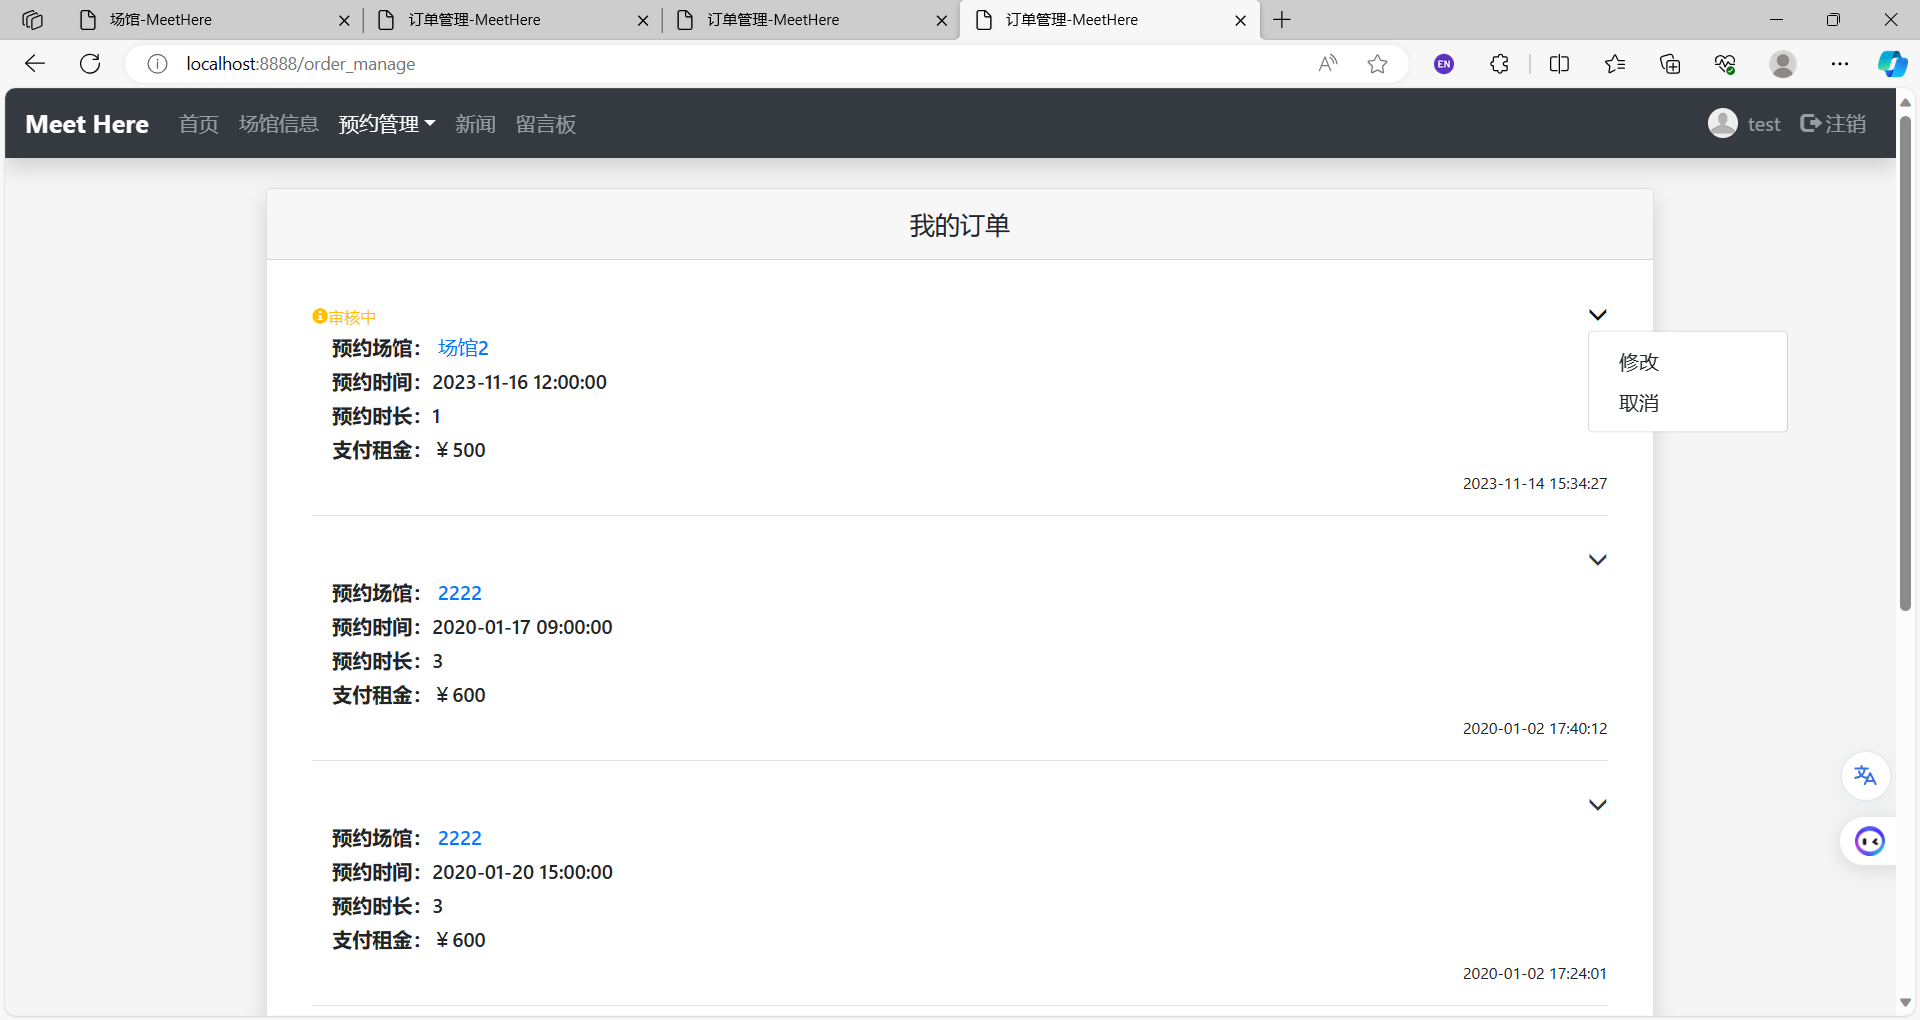 场馆-MeetHere
订单管理-MeetHere
订单管理-MeetHere
订单管理-MeetHere
localhost:8888/order_manage
EN
Meet Here 首页 场馆信息 预约管理 新闻 留言板 test 注销
我的订单
审核中
预约场馆： 场馆2
预约时间：2023-11-16 12:00:00
预约时长：1
支付租金：￥500
修改
取消
2023-11-14 15:34:27
预约场馆： 2222
预约时间：2020-01-17 09:00:00
预约时长：3
支付租金：￥600
2020-01-02 17:40:12
预约场馆： 2222
预约时间：2020-01-20 15:00:00
预约时长：3
支付租金：￥600
2020-01-02 17:24:01